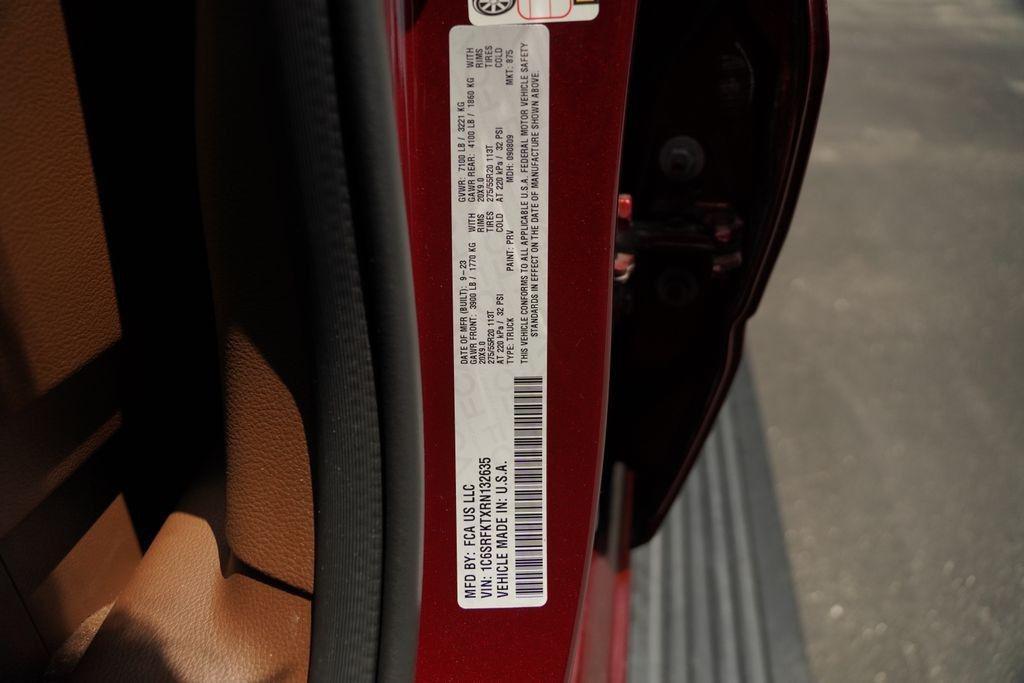 MFD BY: FCA US LLC
VIN: 1C6SRFKTXRN132635
VEHICLE MADE IN: U.S.A.
DATE OF MFR (BUILT): 9-23 GVWR: 7100 LB / 3221 KG
GAWR FRONT: 3900 LB / 1770 KG WITH GAWR REAR: 4100 LB / 1860 KG WITH
20X9.0 RIMS 20X9.0 RIMS
275/55R20 113T TIRES 275/55R20 113T TIRES
AT 220 kPa / 32 PSI COLD AT 220 kPa / 32 PSI COLD
TYPE: TRUCK PAINT: PRV MDH: 090809 MKT: 875
THIS VEHICLE CONFORMS TO ALL APPLICABLE U.S.A. FEDERAL MOTOR VEHICLE SAFETY
STANDARDS IN EFFECT ON THE DATE OF MANUFACTURE SHOWN ABOVE.